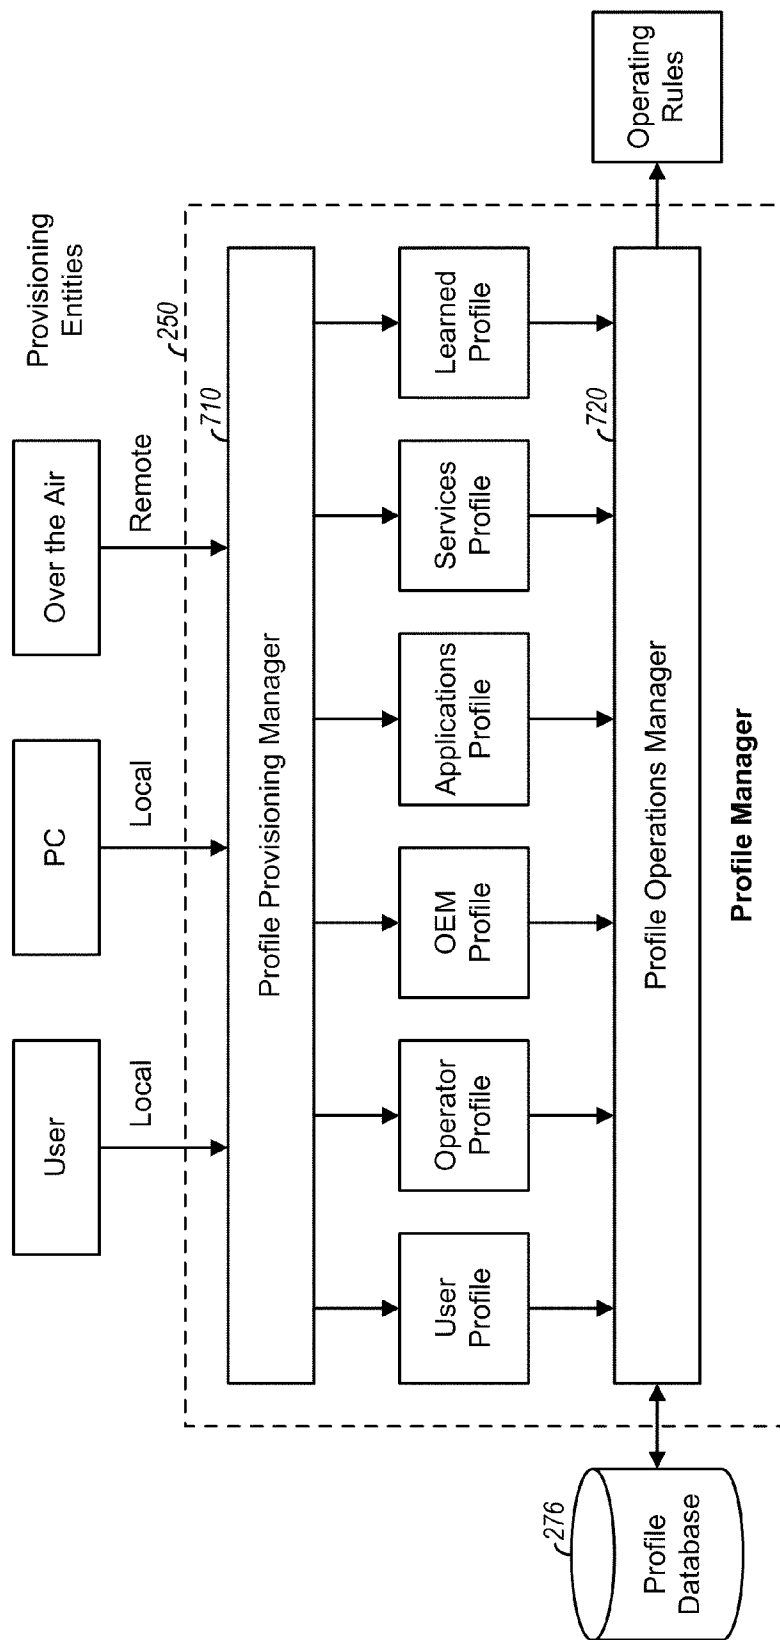 Provisioning
Entities
User
PC
Over the Air
Local
Local
Remote
250
710
Profile Provisioning Manager
User
Profile
Operator
Profile
OEM
Profile
Applications
Profile
Services
Profile
Learned
Profile
720
Profile Operations Manager
276
Profile
Database
Operating
Rules
Profile Manager